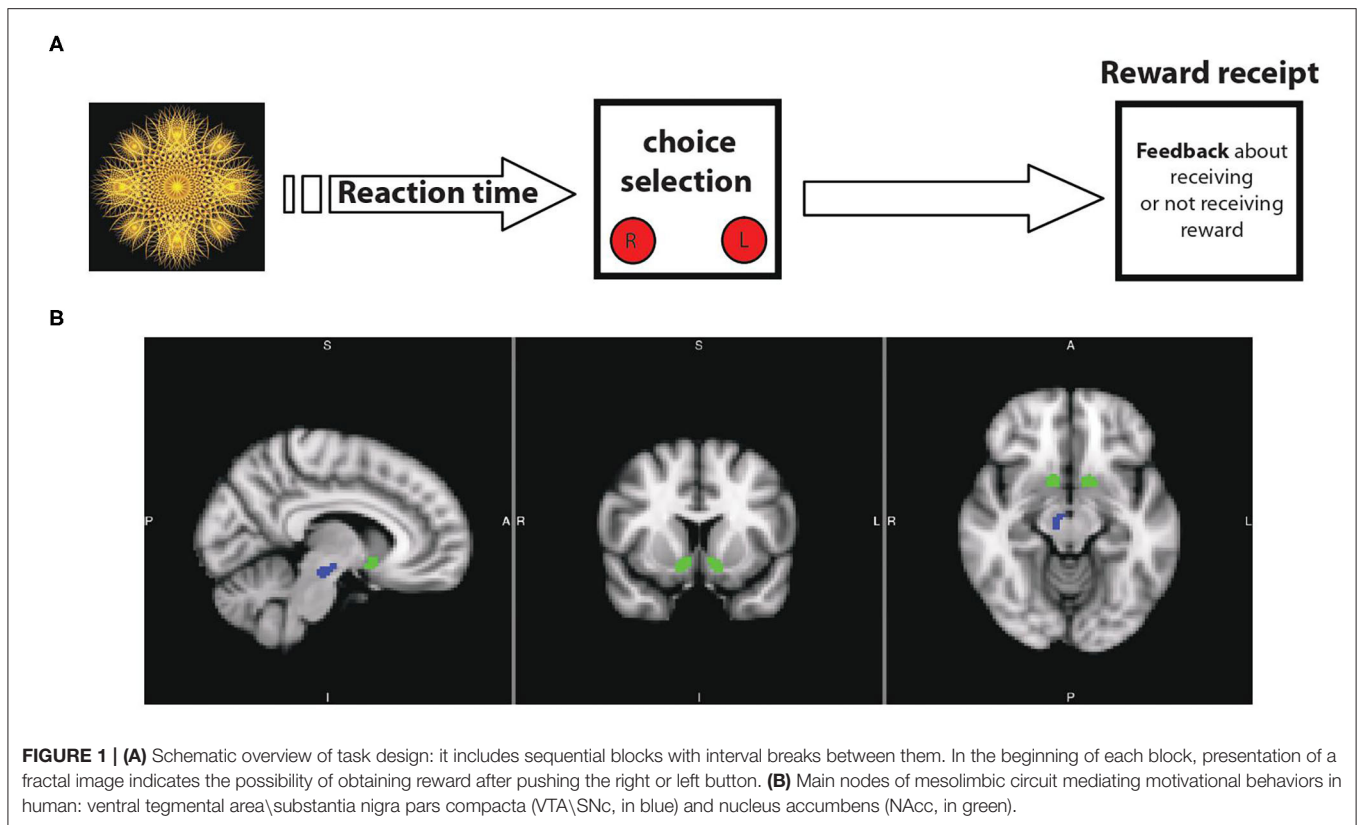 A
Reward receipt
Reaction time
choice
selection
R
L
Feedback about
receiving
or not receiving
reward
B
S
P
A
I
S
R
L
I
A
R
L
P
FIGURE 1 | (A) Schematic overview of task design: it includes sequential blocks with interval breaks between them. In the beginning of each block, presentation of a
fractal image indicates the possibility of obtaining reward after pushing the right or left button. (B) Main nodes of mesolimbic circuit mediating motivational behaviors in
human: ventral tegmental area\substantia nigra pars compacta (VTA\SNc, in blue) and nucleus accumbens (NAcc, in green).